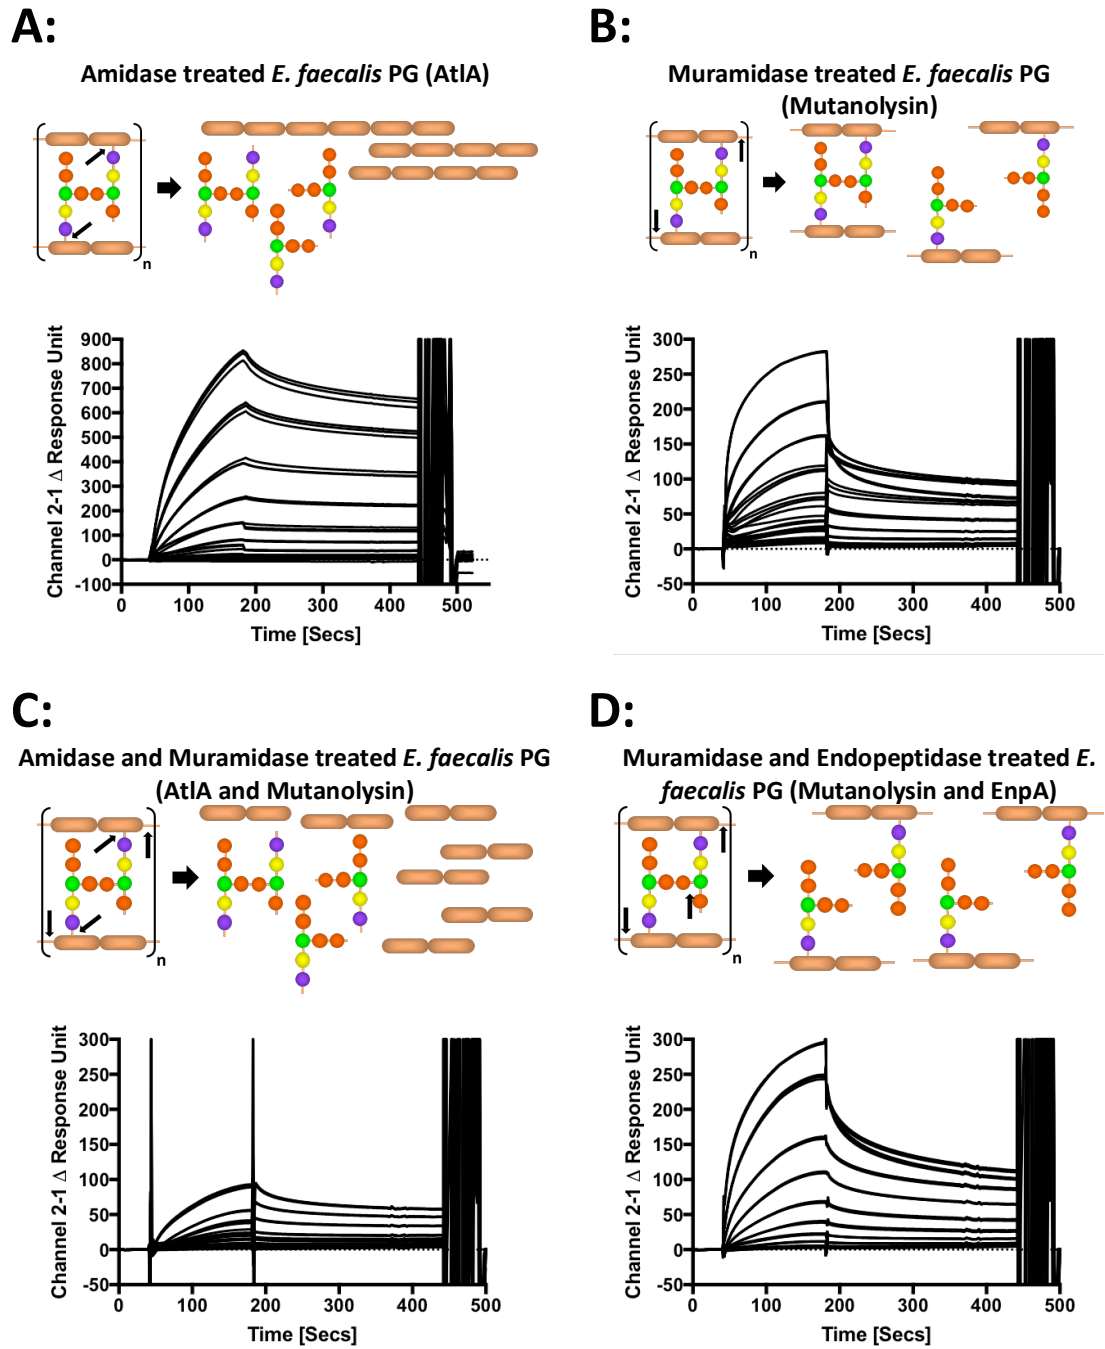 A:
Amidase treated E. faecalis PG (AtlA)
n
Channel 2-1 Δ Response Unit
900
800
700
600
500
400
300
200
100
0
-100
0 100 200 300 400 500
Time [Secs]
B:
Muramidase treated E. faecalis PG
(Mutanolysin)
n
Channel 2-1 Δ Response Unit
300
250
200
150
100
50
0
-50
0 100 200 300 400 500
Time [Secs]
C:
Amidase and Muramidase treated E. faecalis PG
(AtlA and Mutanolysin)
n
Channel 2-1 Δ Response Unit
300
250
200
150
100
50
0
-50
0 100 200 300 400 500
Time [Secs]
D:
Muramidase and Endopeptidase treated E.
faecalis PG (Mutanolysin and EnpA)
n
Channel 2-1 Δ Response Unit
300
250
200
150
100
50
0
-50
0 100 200 300 400 500
Time [Secs]